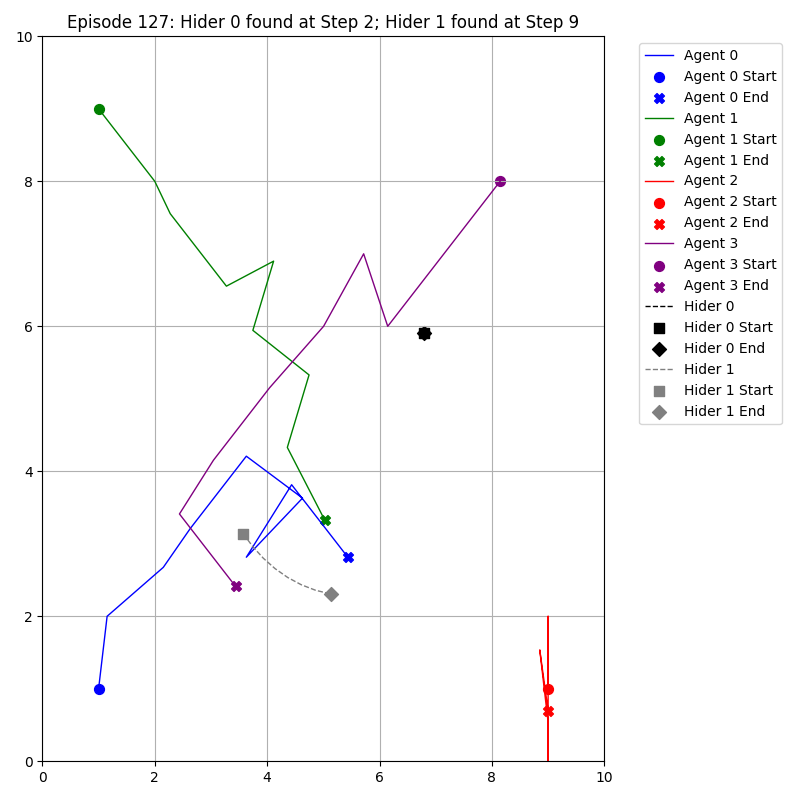 Episode 127: Hider 0 found at Step 2; Hider 1 found at Step 9
10
8
6
4
2
0
0 2 4 6 8 10
Agent 0
Agent 0 Start
Agent 0 End
Agent 1
Agent 1 Start
Agent 1 End
Agent 2
Agent 2 Start
Agent 2 End
Agent 3
Agent 3 Start
Agent 3 End
Hider 0
Hider 0 Start
Hider 0 End
Hider 1
Hider 1 Start
Hider 1 End